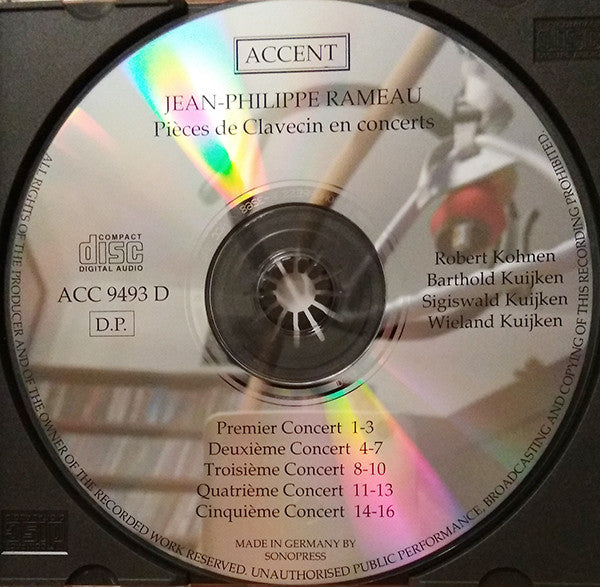 ACCENT
JEAN-PHILIPPE RAMEAU
Pièces de Clavecin en concerts
COMPACT
disc
DIGITAL AUDIO
ACC 9493 D
D.P.
Robert Kohnen
Barthold Kuijken
Sigiswald Kuijken
Wieland Kuijken
Premier Concert 1-3
Deuxième Concert 4-7
Troisième Concert 8-10
Quatrième Concert 11-13
Cinquième Concert 14-16
MADE IN GERMANY BY
SONOPRESS
ALL RIGHTS OF THE PRODUCER AND OF THE OWNER OF THE RECORDED WORK RESERVED. UNAUTHORISED PUBLIC PERFORMANCE, BROADCASTING AND COPYING OF THIS RECORDING PROHIBITED.